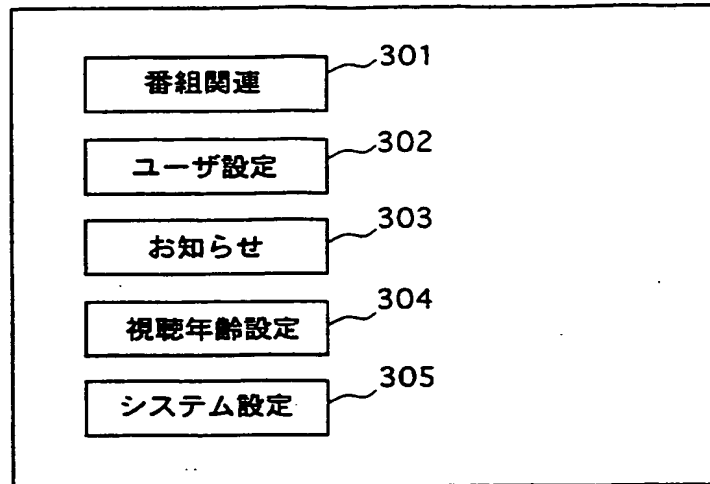 番組関連 301
ユーザ設定 302
お知らせ 303
視聴年齢設定 304
システム設定 305